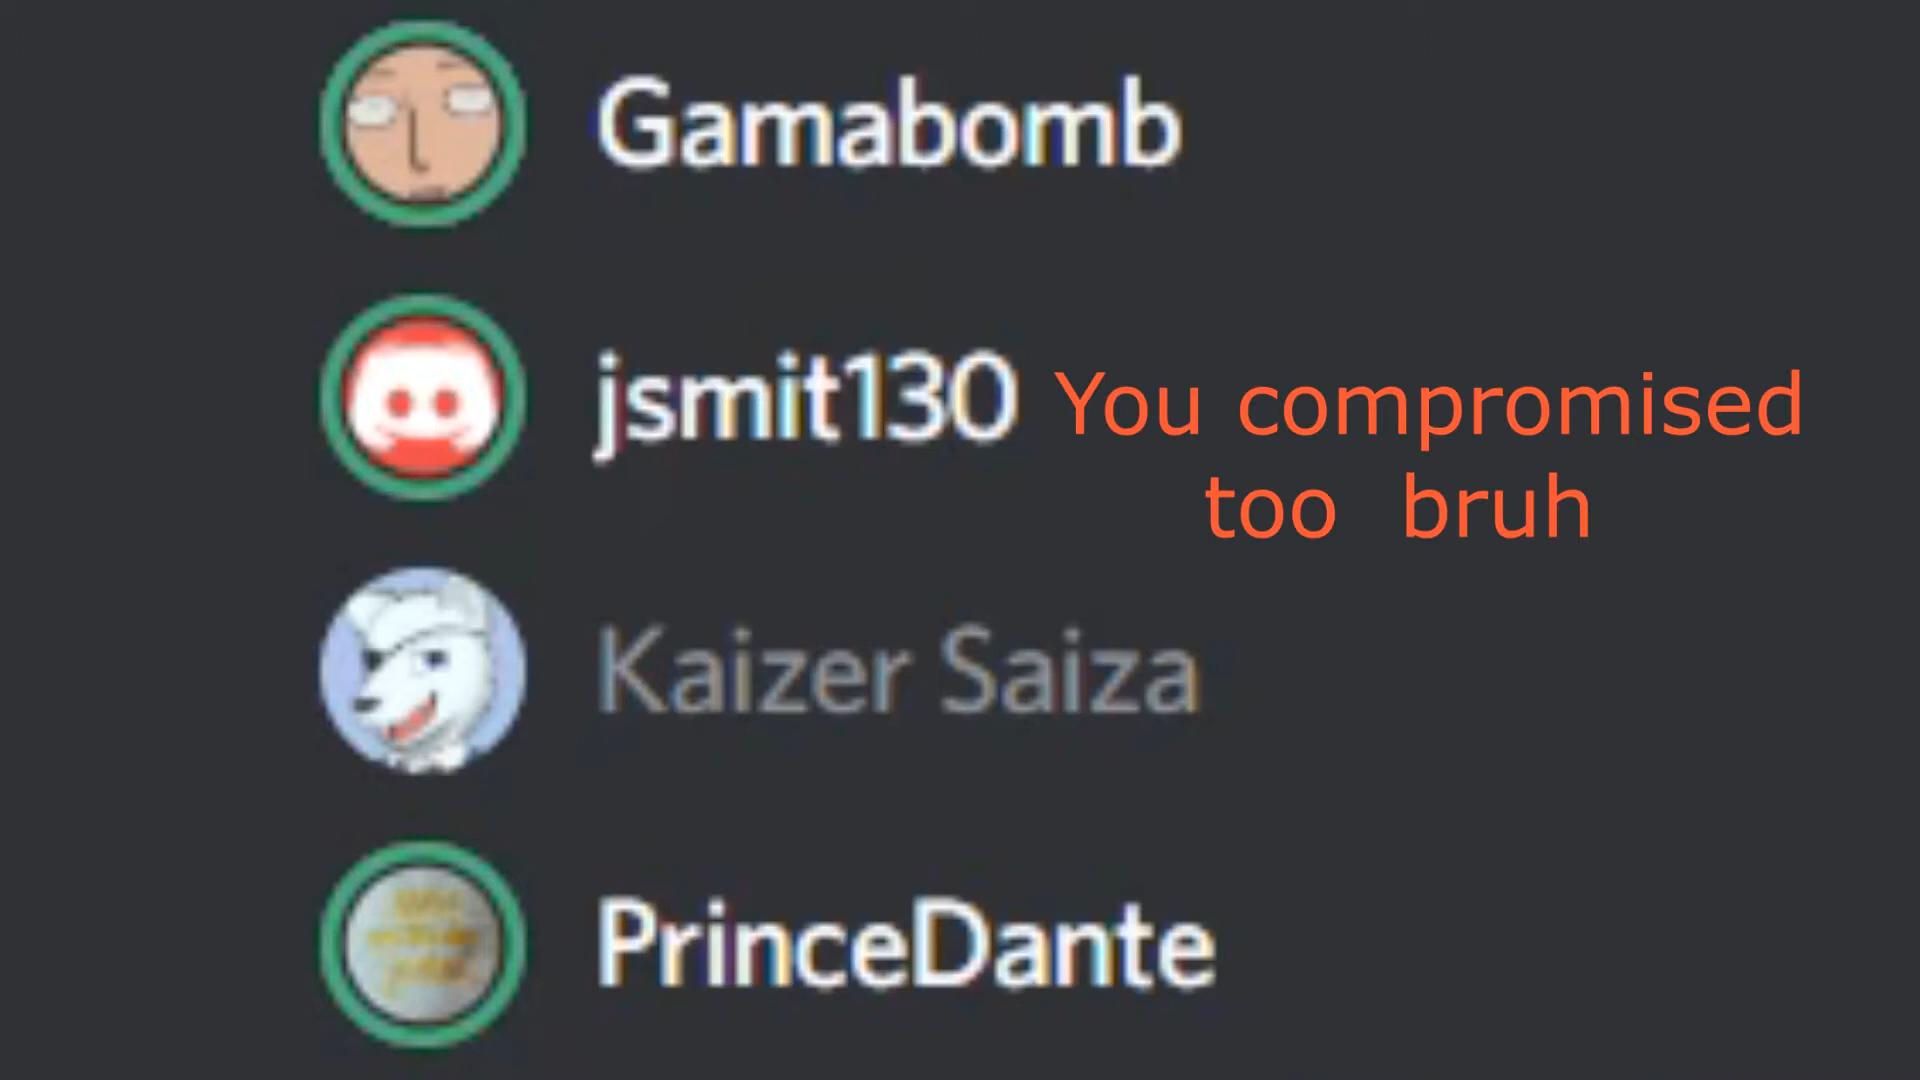 Gamabomb
jsmit130 You compromised
too bruh
Kaizer Saiza
PrinceDante